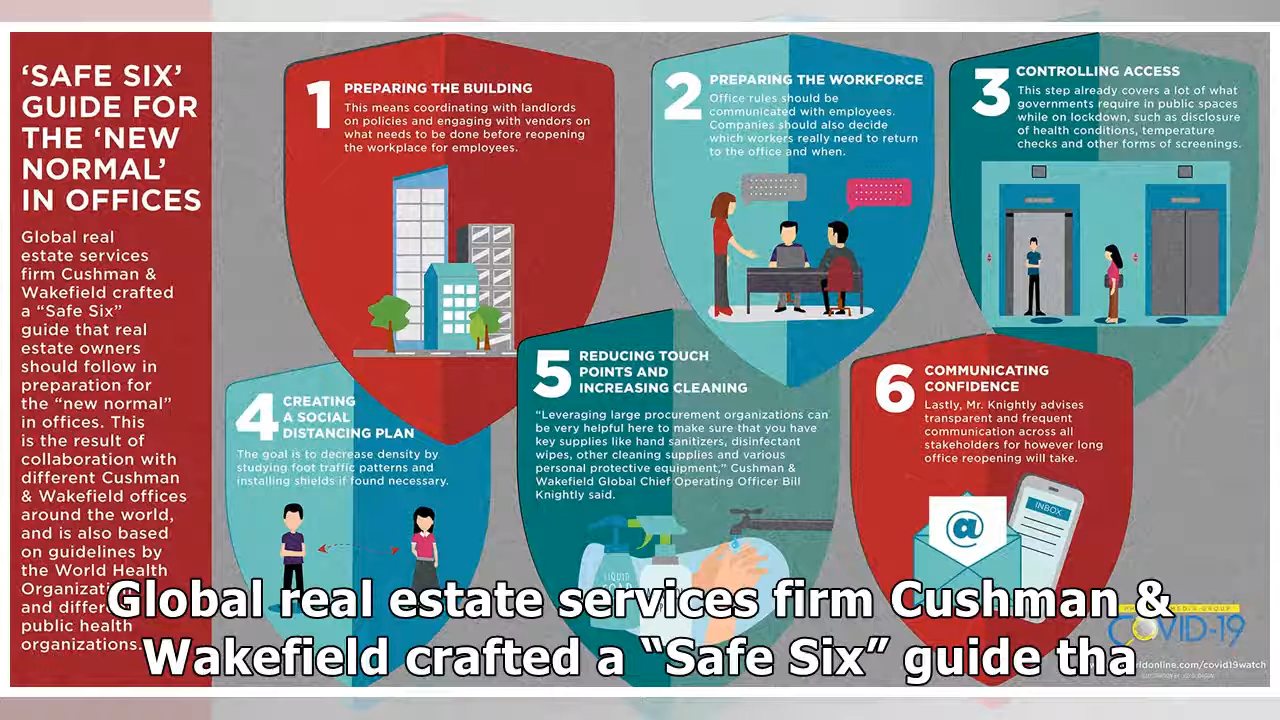 'SAFE SIX'
GUIDE FOR
THE 'NEW
NORMAL'
IN OFFICES
Global real
estate services
firm Cushman &
Wakefield crafted
a “Safe Six”
guide that real
estate owners
should follow in
preparation for
the “new normal”
in offices. This
is the result of
collaboration with
different Cushman
& Wakefield offices
around the world,
and is also based
on guidelines by
the World Health
and
public health
organizations.
1
PREPARING THE BUILDING
This means coordinating with landlords
on policies and engaging with vendors on
what needs to be done before reopening
the workplace for employees.
2
PREPARING THE WORKFORCE
Office rules should be
communicated with employees.
Companies should also decide
which workers really need to return
to the office and when.
3
CONTROLLING ACCESS
This step already covers a lot of what
governments require in public spaces
while on lockdown, such as disclosure
of health conditions, temperature
checks and other forms of screenings.
4
CREATING
A SOCIAL
DISTANCING PLAN
The goal is to decrease density by
studying foot traffic patterns and
installing shields if found necessary.
5
REDUCING TOUCH
POINTS AND
INCREASING CLEANING
“Leveraging large procurement organizations can
be very helpful here to make sure that you have
key supplies like hand sanitizers, disinfectant
wipes, other cleaning supplies and various
personal protective equipment,” Cushman &
Wakefield Global Chief Operating Officer Bill
Knightly said.
LIQUID
6
COMMUNICATING
CONFIDENCE
Lastly, Mr. Knightly advises
transparent and frequent
communication across all
stakeholders for however long
office reopening will take.
@
INBOX
COVID-19
Global real estate services firm Cushman &
Wakefield crafted a “Safe Six” guide tha